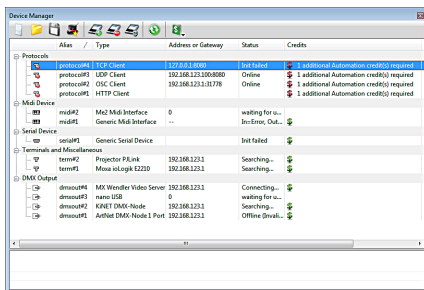 Device Manager
Alias / Type Address or Gateway Status Credits
Protocols
protocol#4 TCP Client 127.0.0.1:8080 Init failed 1 additional Automation credit(s) required
protocol#3 UDP Client 192.168.123.100:8080 Online 1 additional Automation credit(s) required
protocol#2 OSC Client 192.168.123.1:31778 Online 1 additional Automation credit(s) required
protocol#1 HTTP Client 1 additional Automation credit(s) required
Midi Device
midi#2 Me2 Midi Interface 0 waiting for u...
midi#1 Generic Midi Interface -- In=Error, Out...
Serial Device
serial#1 Generic Serial Device Init failed
Terminals and Miscellaneous
term#2 Projector PJLink 192.168.123.1 Searching...
term#1 Moxa ioLogik E2210 192.168.123.1 Searching...
DMX Output
dmxout#4 MX Wendler Video Server 192.168.123.1 Connecting...
dmxout#3 nano USB 0 waiting for u...
dmxout#2 KiNET DMX-Node 192.168.123.1 Searching...
dmxout#1 ArtNet DMX-Node 1 Port 192.168.123.1 Offline (Invali...